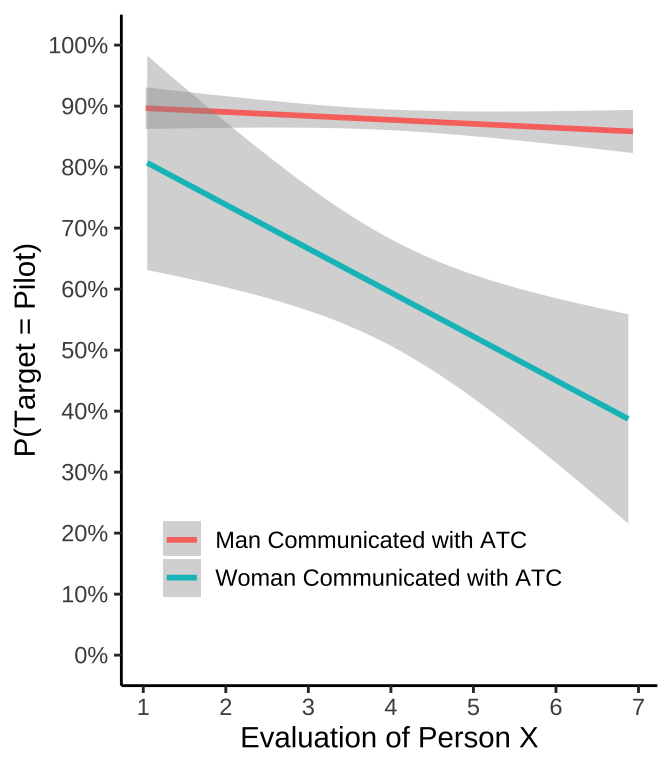 100%
90%
80%
70%
60%
50%
40%
30%
20%
10%
0%
P(Target = Pilot)
Man Communicated with ATC
Woman Communicated with ATC
1 2 3 4 5 6 7
Evaluation of Person X